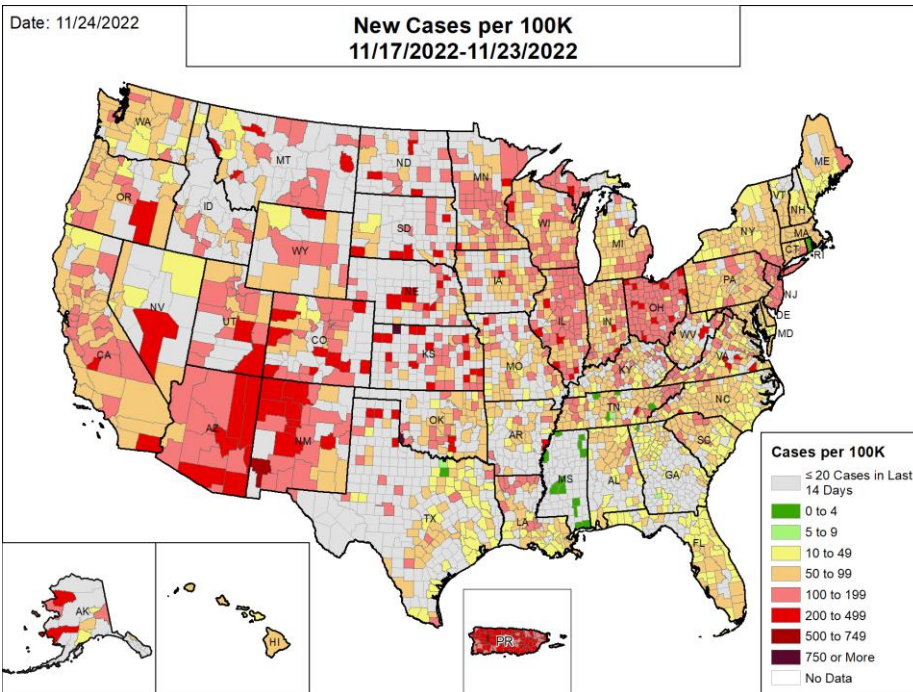 Date: 11/24/2022
New Cases per 100K
11/17/2022-11/23/2022
WA
MT
ND
MN
ME
OR
ID
SD
WI
VT
NH
WY
MI
NY
MA
CT
RI
NE
IA
PA
NJ
NV
UT
CO
IL
IN
OH
DE
MD
CA
KS
MO
WV
VA
KY
AZ
NM
OK
AR
TN
NC
SC
TX
LA
MS
AL
GA
FL
AK
HI
PR
Cases per 100K
≤ 20 Cases in Last
14 Days
0 to 4
5 to 9
10 to 49
50 to 99
100 to 199
200 to 499
500 to 749
750 or More
No Data